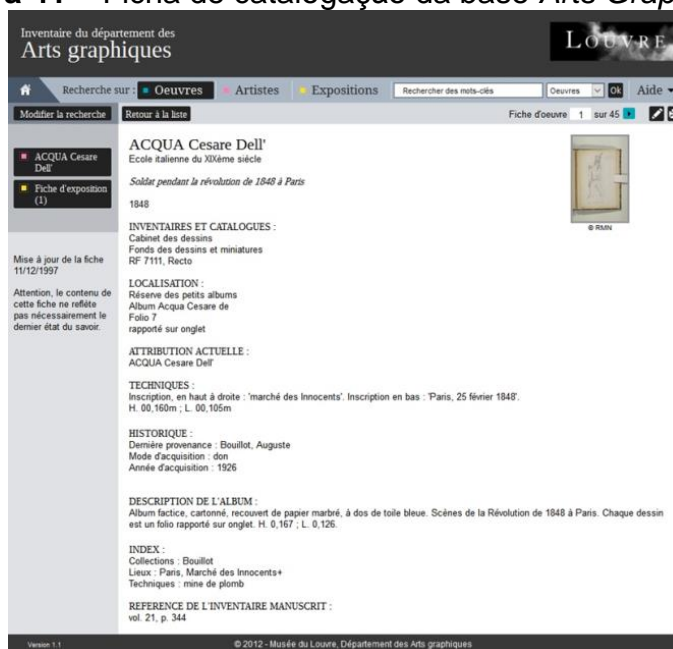 Ficha de catalogação da base Arts Grap
Inventaire du département des
Arts graphiques
LOUVRE
Recherche sur : Oeuvres Artistes Expositions Rechercher des mots-clés Oeuvres Ok Aide
Modifier la recherche Retour à la liste Fiche d'oeuvre 1 sur 45
ACQUA Cesare Dell'
Fiche d'exposition (1)
Mise à jour de la fiche
11/12/1997
Attention, le contenu de
cette fiche ne reflète
pas nécessairement le
dernier état du savoir.
ACQUA Cesare Dell'
Ecole italienne du XIXème siècle
Soldat pendant la révolution de 1848 à Paris
1848
© RMN
INVENTAIRES ET CATALOGUES :
Cabinet des dessins
Fonds des dessins et miniatures
RF 7111, Recto
LOCALISATION :
Réserve des petits albums
Album Acqua Cesare de
Folio 7
rapporté sur onglet
ATTRIBUTION ACTUELLE :
ACQUA Cesare Dell'
TECHNIQUES :
Inscription, en haut à droite : 'marché des Innocents'. Inscription en bas : 'Paris, 25 février 1848'.
H. 00,160m ; L. 00,105m
HISTORIQUE :
Dernière provenance : Bouillot, Auguste
Mode d'acquisition : don
Année d'acquisition : 1926
DESCRIPTION DE L'ALBUM :
Album factice, cartonné, recouvert de papier marbré, à dos de toile bleue. Scènes de la Révolution de 1848 à Paris. Chaque dessin
est un folio rapporté sur onglet. H. 0,167 ; L. 0,126.
INDEX :
Collections : Bouillot
Lieux : Paris, Marché des Innocents+
Techniques : mine de plomb
REFERENCE DE L'INVENTAIRE MANUSCRIT :
vol. 21, p. 344
Version 1.1 © 2012 - Musée du Louvre, Département des Arts graphiques